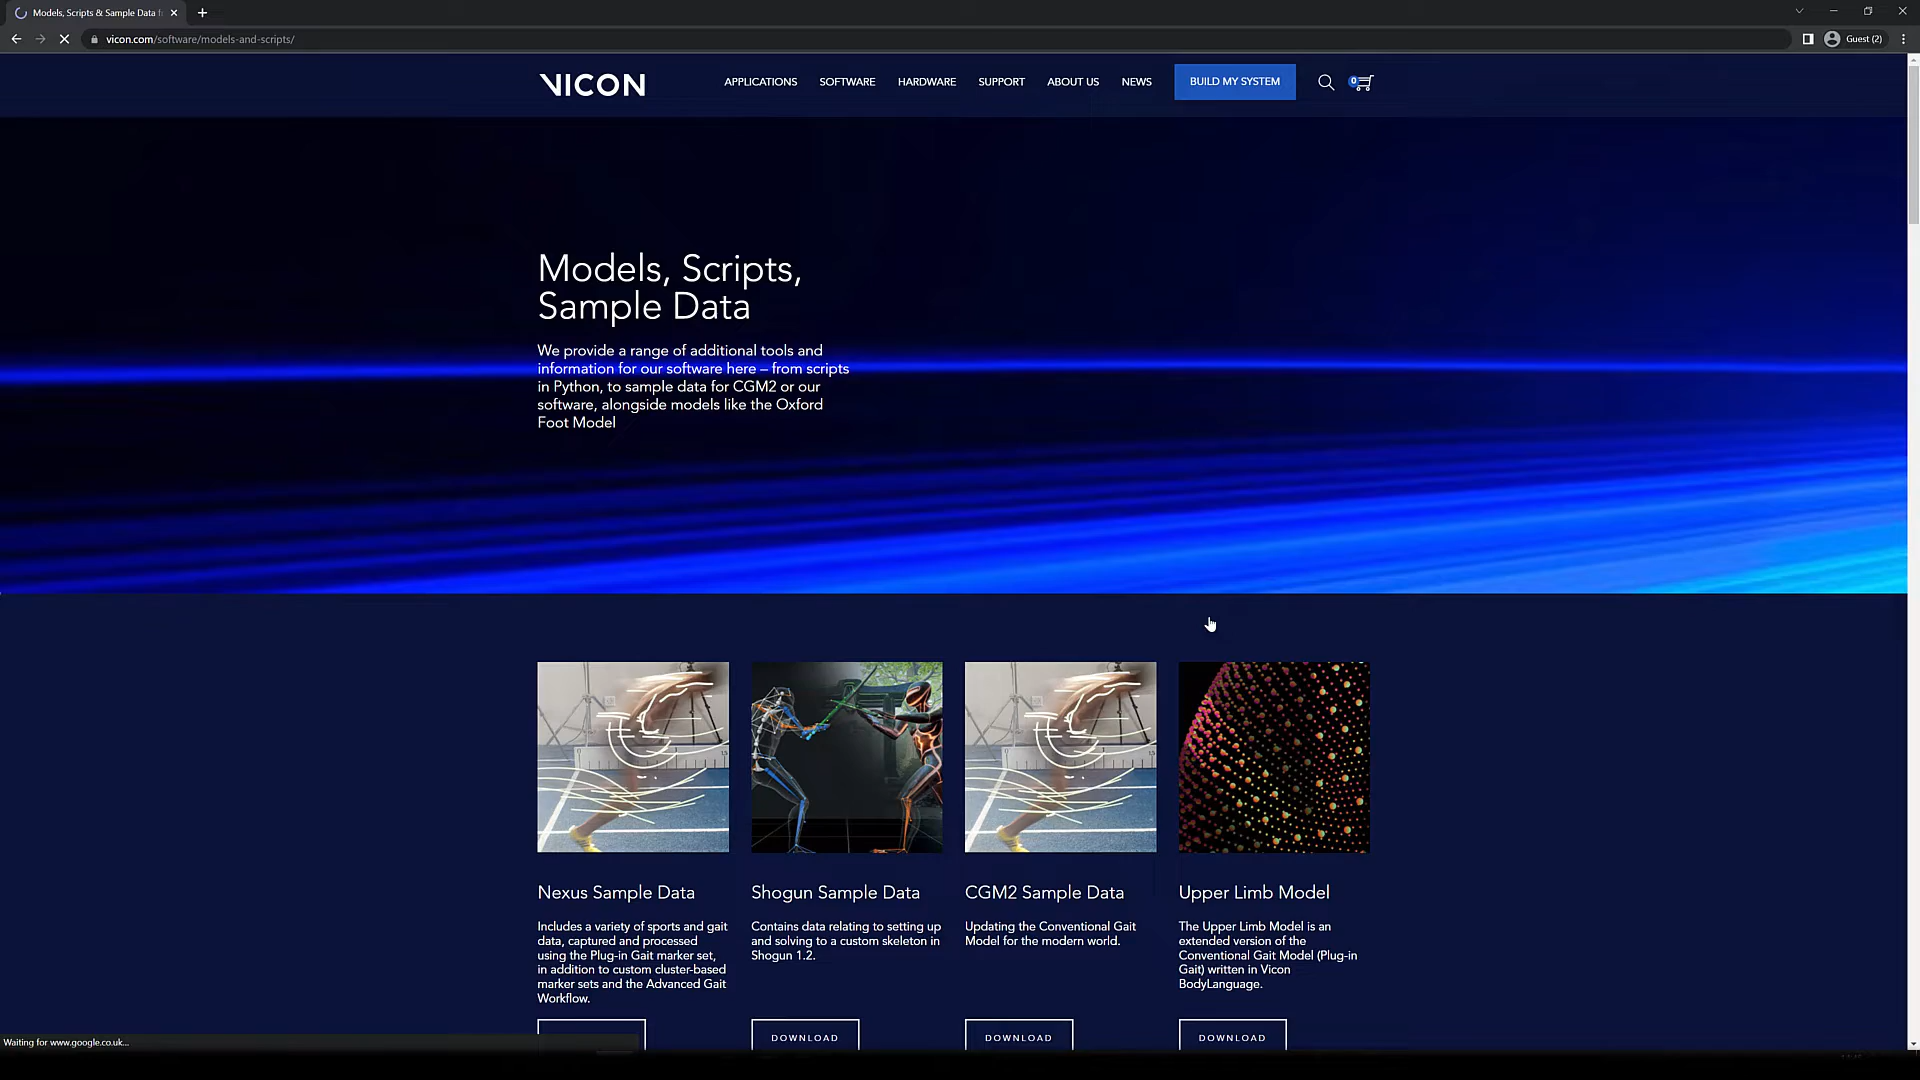 Models, Scripts & Sample Data f
vicon.com/software/models-and-scripts/
Guest (2)
VICON
APPLICATIONS
SOFTWARE
HARDWARE
SUPPORT
ABOUT US
NEWS
BUILD MY SYSTEM
0
Models, Scripts,
Sample Data
We provide a range of additional tools and
information for our software here – from scripts
in Python, to sample data for CGM2 or our
software, alongside models like the Oxford
Foot Model
Nexus Sample Data
Includes a variety of sports and gait
data, captured and processed
using the Plug-in Gait marker set,
in addition to custom cluster-based
marker sets and the Advanced Gait
Workflow.
Shogun Sample Data
Contains data relating to setting up
and solving to a custom skeleton in
Shogun 1.2.
DOWNLOAD
CGM2 Sample Data
Updating the Conventional Gait
Model for the modern world.
DOWNLOAD
Upper Limb Model
The Upper Limb Model is an
extended version of the
Conventional Gait Model (Plug-in
Gait) written in Vicon
BodyLanguage.
DOWNLOAD
Waiting for www.google.co.uk...